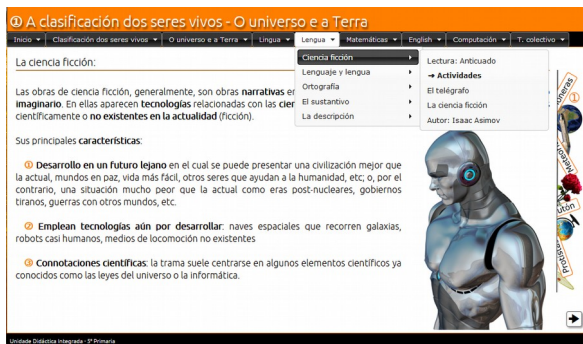 ① A clasificación dos seres vivos - O universo e a Terra
Inicio Clasificación dos seres vivos O universo e a Terra Lingua Lengua Matemáticas English Computación T. colectivo
La ciencia ficción:
Ciencia ficción
Lenguaje y lengua
Ortografía
El sustantivo
La descripción
Lectura: Anticuado
→ Actividades
El telégrafo
La ciencia ficción
Autor: Isaac Asimov
Las obras de ciencia ficción, generalmente, son obras narrativas en
imaginario. En ellas aparecen tecnologías relacionadas con las
científicamente o no existentes en la actualidad (ficción).
Sus principales características:
① Desarrollo en un futuro lejano en el cual se puede presentar una civilización mejor que
la actual, mundos en paz, vida más fácil, otros seres que ayudan a la humanidad, etc; o, por el
contrario, una situación mucho peor que la actual como eras post-nucleares, gobiernos
tiranos, guerras con otros mundos, etc.
② Emplean tecnologías aún por desarrollar: naves espaciales que recorren galaxias,
robots casi humanos, medios de locomoción no existentes
③ Connotaciones científicas: la trama suele centrarse en algunos elementos científicos ya
conocidos como las leyes del universo o la informática.
Unidade Didáctica Integrada - 5º Primaria